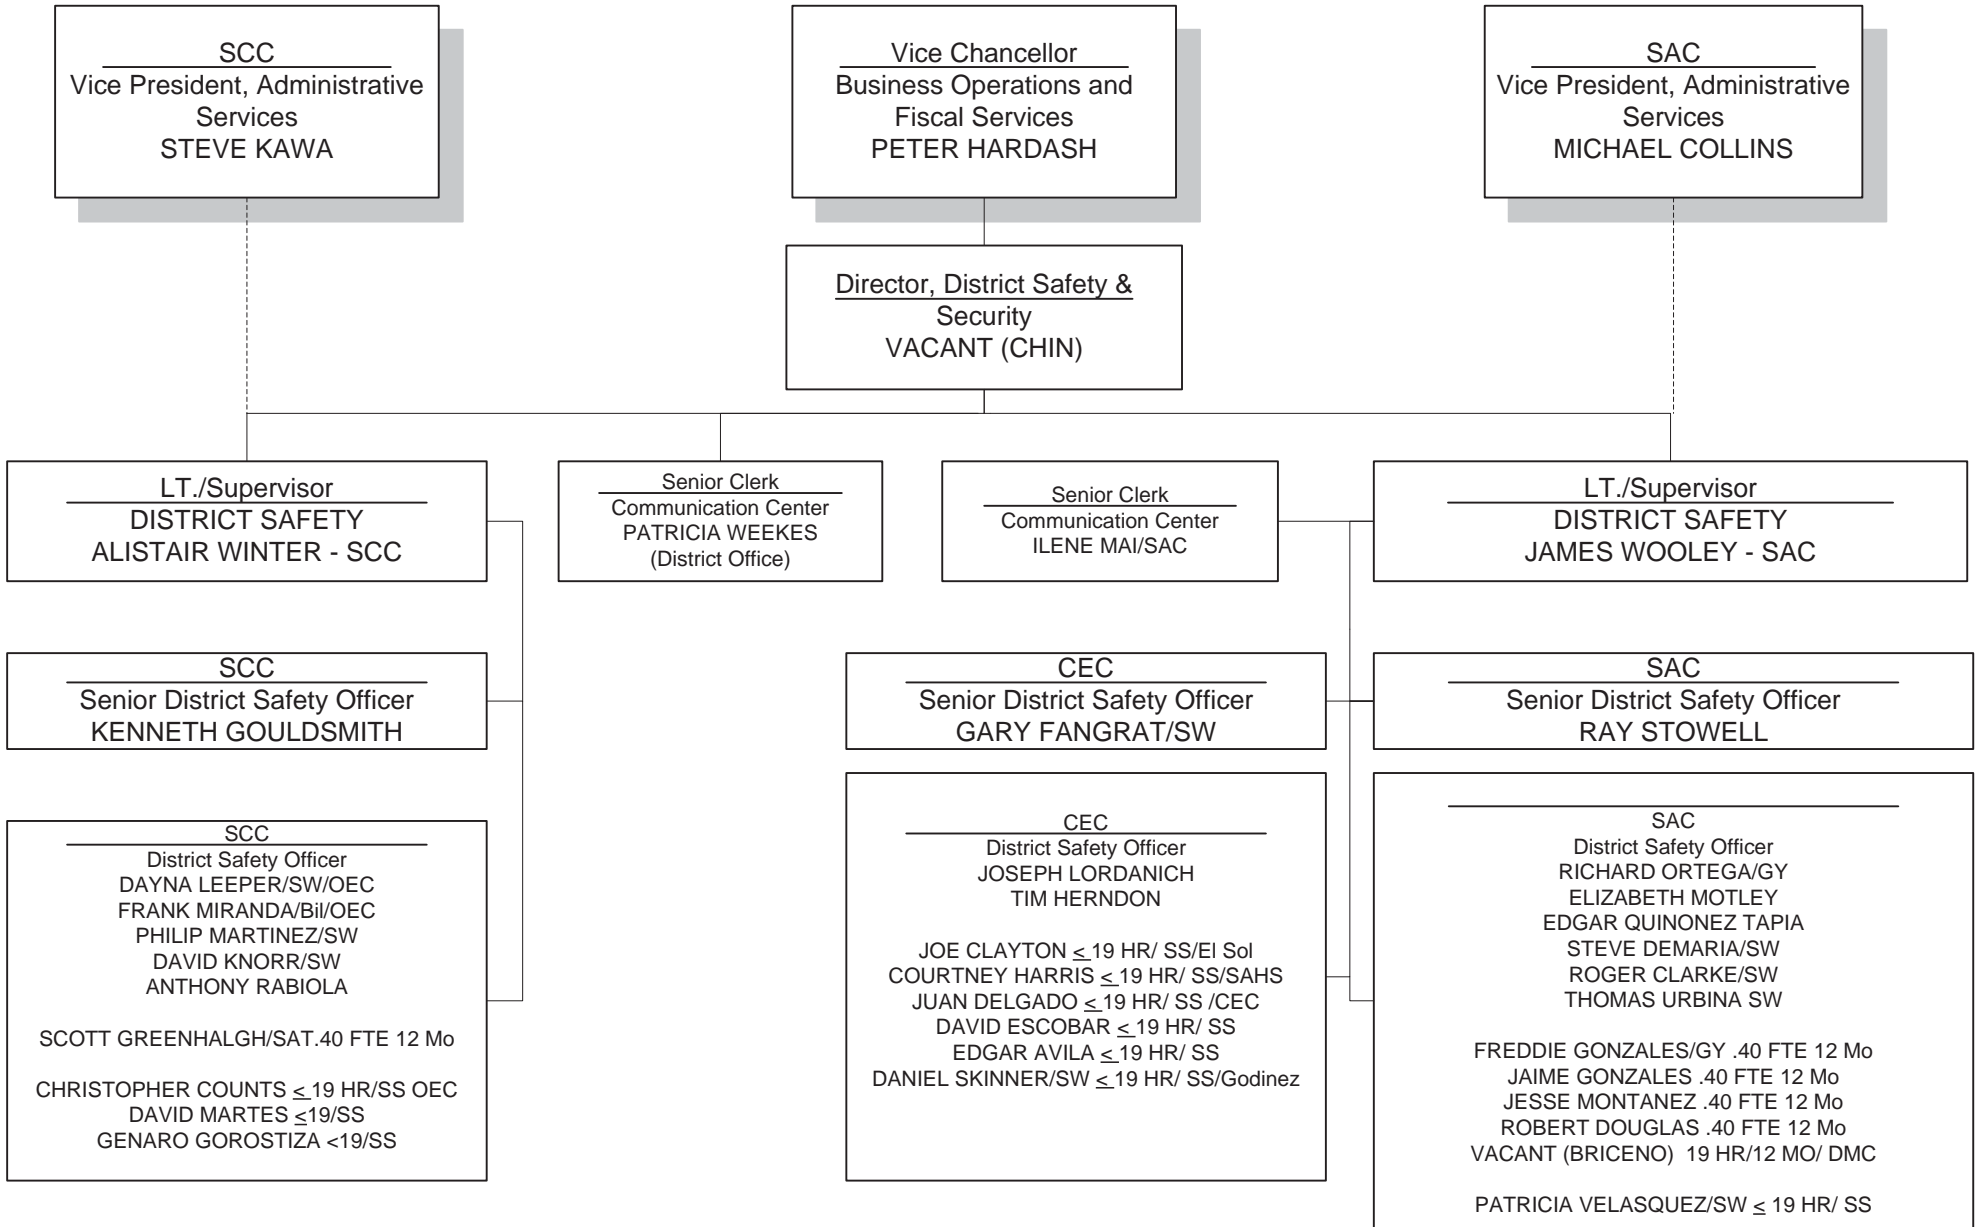 SCC
Vice President, Administrative
Services
STEVE KAWA
Vice Chancellor
Business Operations and
Fiscal Services
PETER HARDASH
SAC
Vice President, Administrative
Services
MICHAEL COLLINS
Director, District Safety &
Security
VACANT (CHIN)
LT./Supervisor
DISTRICT SAFETY
ALISTAIR WINTER - SCC
Senior Clerk
Communication Center
PATRICIA WEEKES
(District Office)
Senior Clerk
Communication Center
ILENE MAI/SAC
LT./Supervisor
DISTRICT SAFETY
JAMES WOOLEY - SAC
SCC
Senior District Safety Officer
KENNETH GOULDSMITH
CEC
Senior District Safety Officer
GARY FANGRAT/SW
SAC
Senior District Safety Officer
RAY STOWELL
SCC
District Safety Officer
DAYNA LEEPER/SW/OEC
FRANK MIRANDA/Bil/OEC
PHILIP MARTINEZ/SW
DAVID KNORR/SW
ANTHONY RABIOLA
SCOTT GREENHALGH/SAT.40 FTE 12 Mo
CHRISTOPHER COUNTS < 19 HR/SS OEC
DAVID MARTES <19/SS
GENARO GOROSTIZA <19/SS
CEC
District Safety Officer
JOSEPH LORDANICH
TIM HERNDON
JOE CLAYTON < 19 HR/ SS/El Sol
COURTNEY HARRIS < 19 HR/ SS/SAHS
JUAN DELGADO < 19 HR/ SS /CEC
DAVID ESCOBAR < 19 HR/ SS
EDGAR AVILA < 19 HR/ SS
DANIEL SKINNER/SW < 19 HR/ SS/Godinez
SAC
District Safety Officer
RICHARD ORTEGA/GY
ELIZABETH MOTLEY
EDGAR QUINONEZ TAPIA
STEVE DEMARIA/SW
ROGER CLARKE/SW
THOMAS URBINA SW
FREDDIE GONZALES/GY .40 FTE 12 Mo
JAIME GONZALES .40 FTE 12 Mo
JESSE MONTANEZ .40 FTE 12 Mo
ROBERT DOUGLAS .40 FTE 12 Mo
VACANT (BRICENO) 19 HR/12 MO/ DMC
PATRICIA VELASQUEZ/SW < 19 HR/ SS